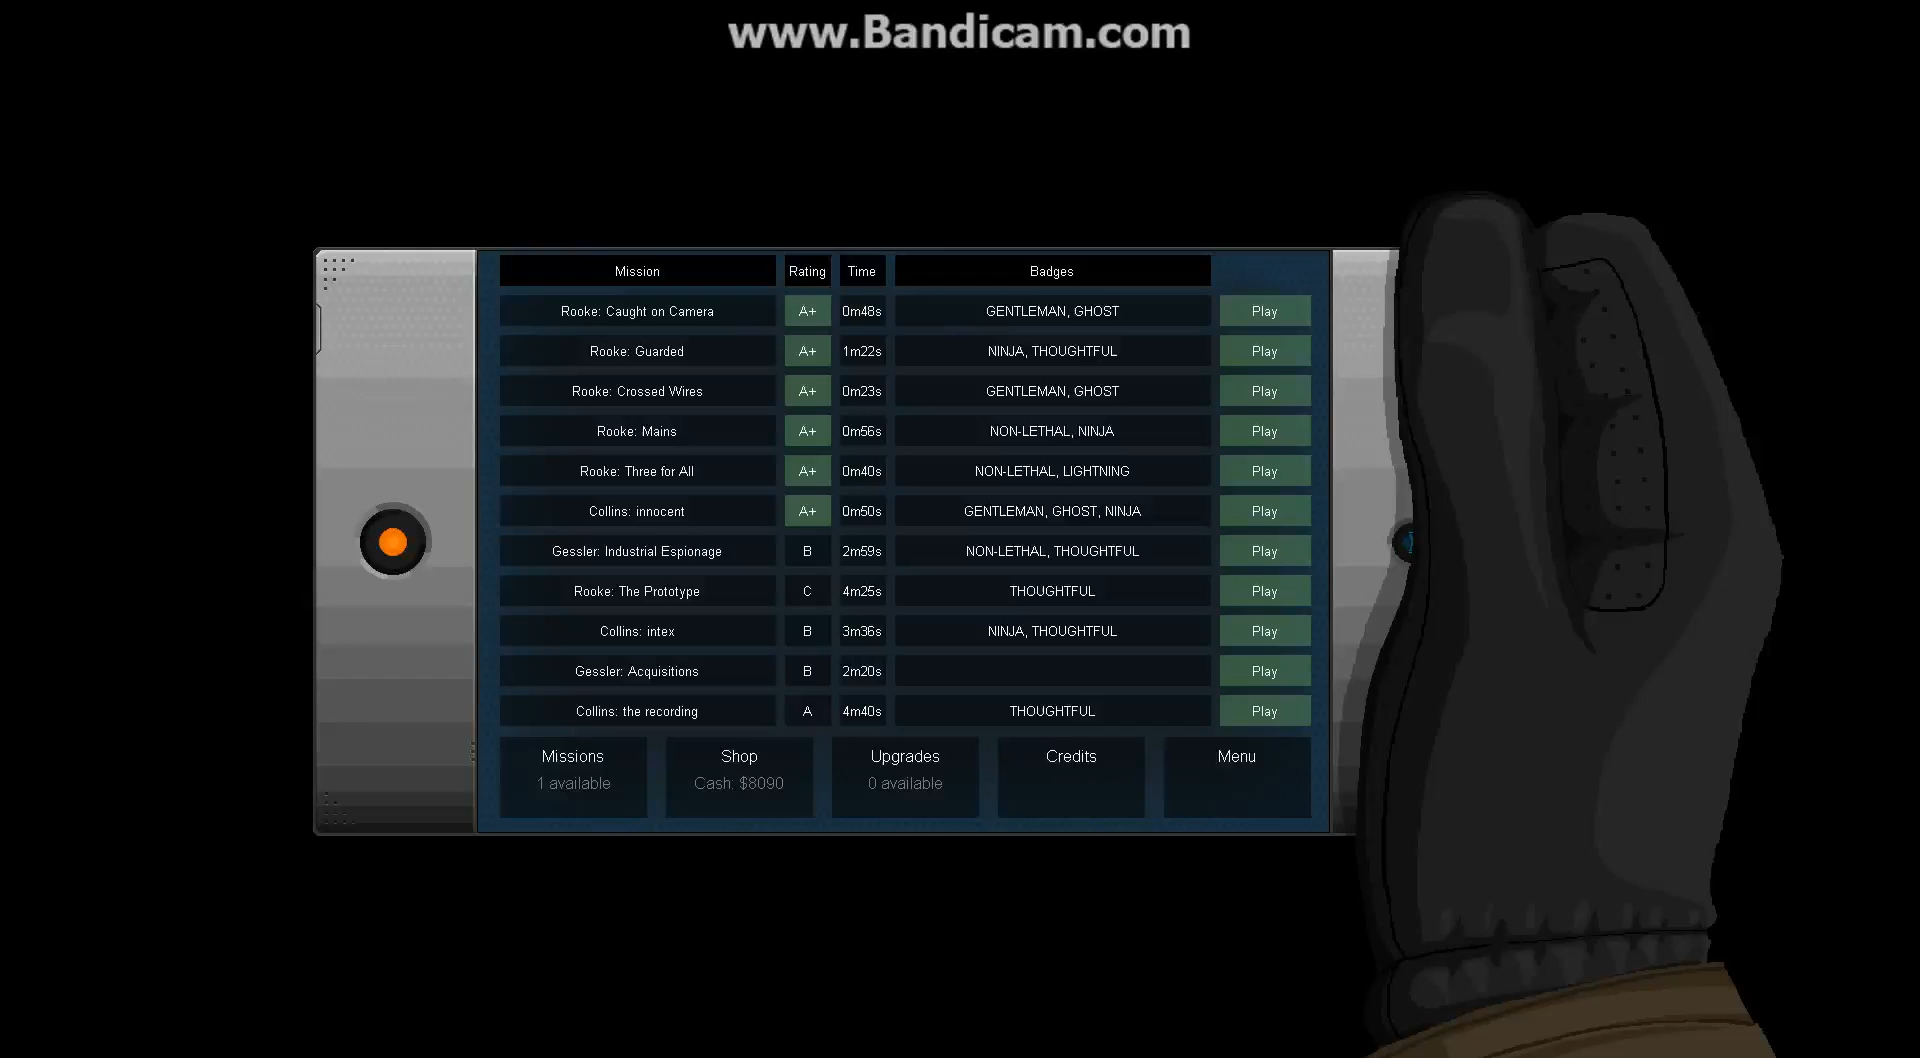 www.Bandicam.com
Mission Rating Time Badges
Rooke: Caught on Camera A+ 0m48s GENTLEMAN, GHOST Play
Rooke: Guarded A+ 1m22s NINJA, THOUGHTFUL Play
Rooke: Crossed Wires A+ 0m23s GENTLEMAN, GHOST Play
Rooke: Mains A+ 0m56s NON-LETHAL, NINJA Play
Rooke: Three for All A+ 0m40s NON-LETHAL, LIGHTNING Play
Collins: innocent A+ 0m50s GENTLEMAN, GHOST, NINJA Play
Gessler: Industrial Espionage B 2m59s NON-LETHAL, THOUGHTFUL Play
Rooke: The Prototype C 4m25s THOUGHTFUL Play
Collins: intex B 3m36s NINJA, THOUGHTFUL Play
Gessler: Acquisitions B 2m20s Play
Collins: the recording A 4m40s THOUGHTFUL Play
Missions Shop Upgrades Credits Menu
1 available Cash: $8090 0 available